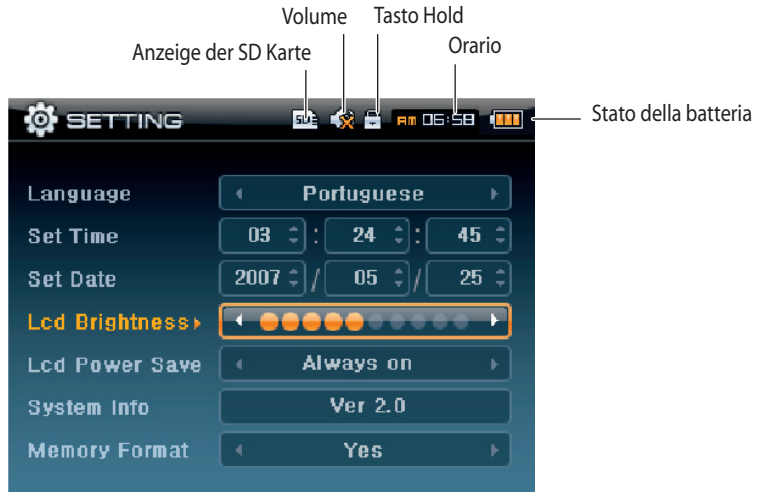 Volume
Tasto Hold
Anzeige der SD Karte
Orario
SETTING
AM 06:58
Stato della batteria
Language
Portuguese
Set Time
03 : 24 : 45
Set Date
2007 / 05 / 25
Lcd Brightness
Lcd Power Save
Always on
System Info
Ver 2.0
Memory Format
Yes